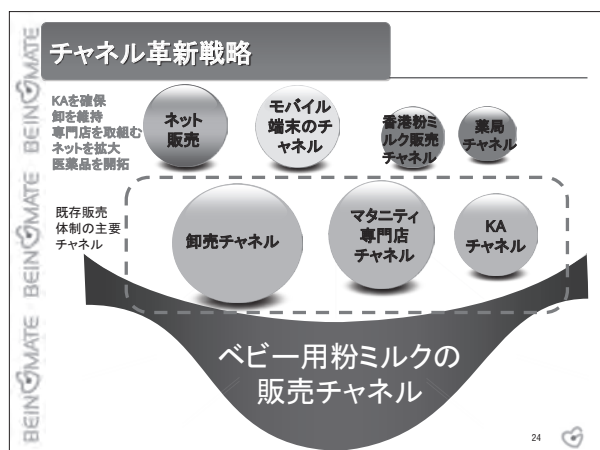 チャネル革新戦略
KAを確保
卸を維持
専門店を取組む
ネットを拡大
医薬品を開拓
ネット
販売
モバイル
端末のチ
ャネル
香港粉ミ
ルク販売
チャネル
薬局
チャネル
既存販売
体制の主要
チャネル
卸売チャネル
マタニティ
専門店
チャネル
KA
チャネル
ベビー用粉ミルクの
販売チャネル
24
BEINGMATE
BEINGMATE
BEINGMATE